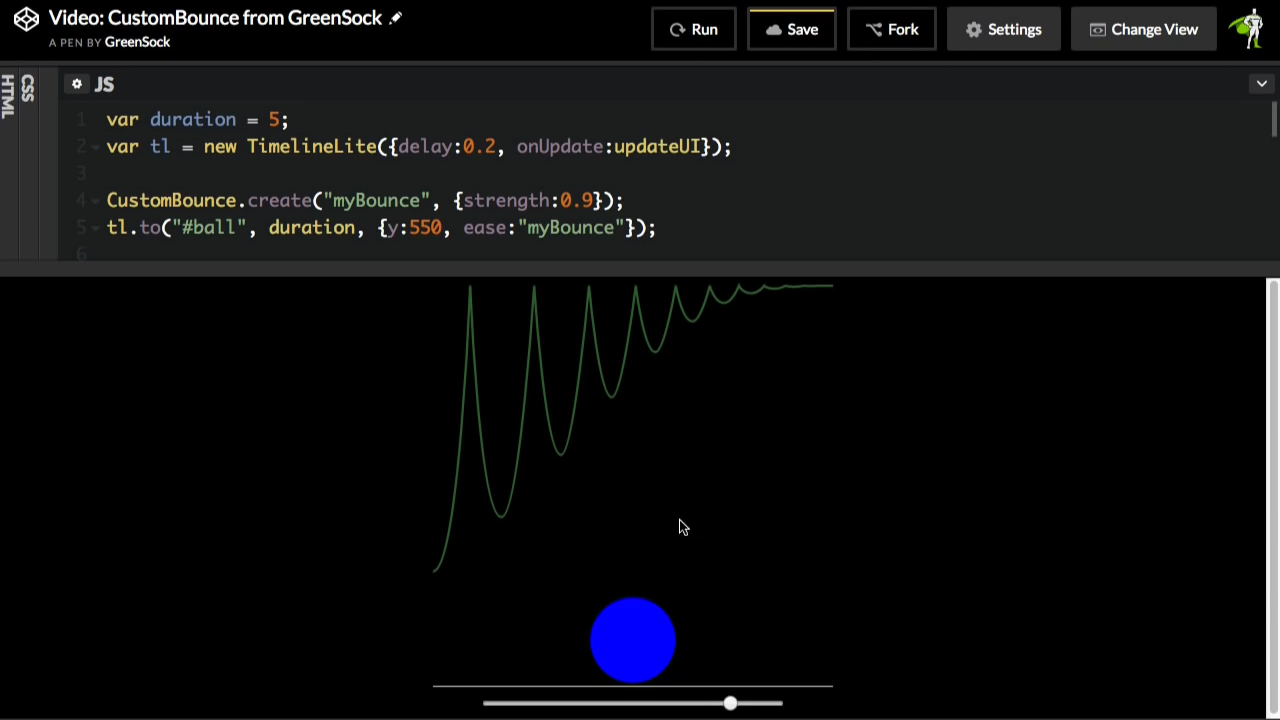 Video: CustomBounce from GreenSock
A PEN BY GreenSock
Run
Save
Fork
Settings
Change View
HTML
CSS
JS
1 var duration = 5;
2 var tl = new TimelineLite({delay:0.2, onUpdate:updateUI});
3
4 CustomBounce.create("myBounce", {strength:0.9});
5 tl.to("#ball", duration, {y:550, ease:"myBounce"});
6